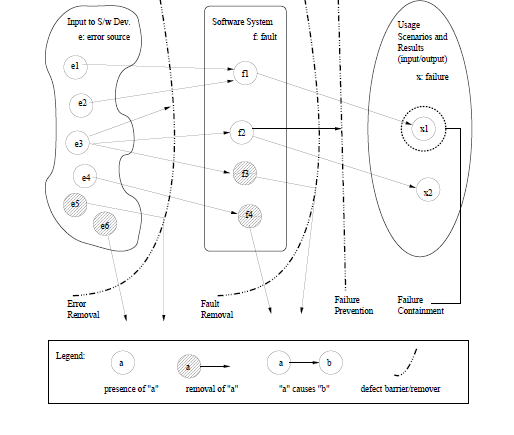 Input to S/w Dev.
e: error source
e1
e2
e3
e4
e5
e6
Software System
f: fault
f1
f2
f3
f4
Usage
Scenarios and
Results
(input/output)
x: failure
x1
x2
Error
Removal
Fault
Removal
Failure
Prevention
Failure
Containment
Legend:
a
a
a
b
presence of "a"
removal of "a"
"a" causes "b"
defect barrier/remover